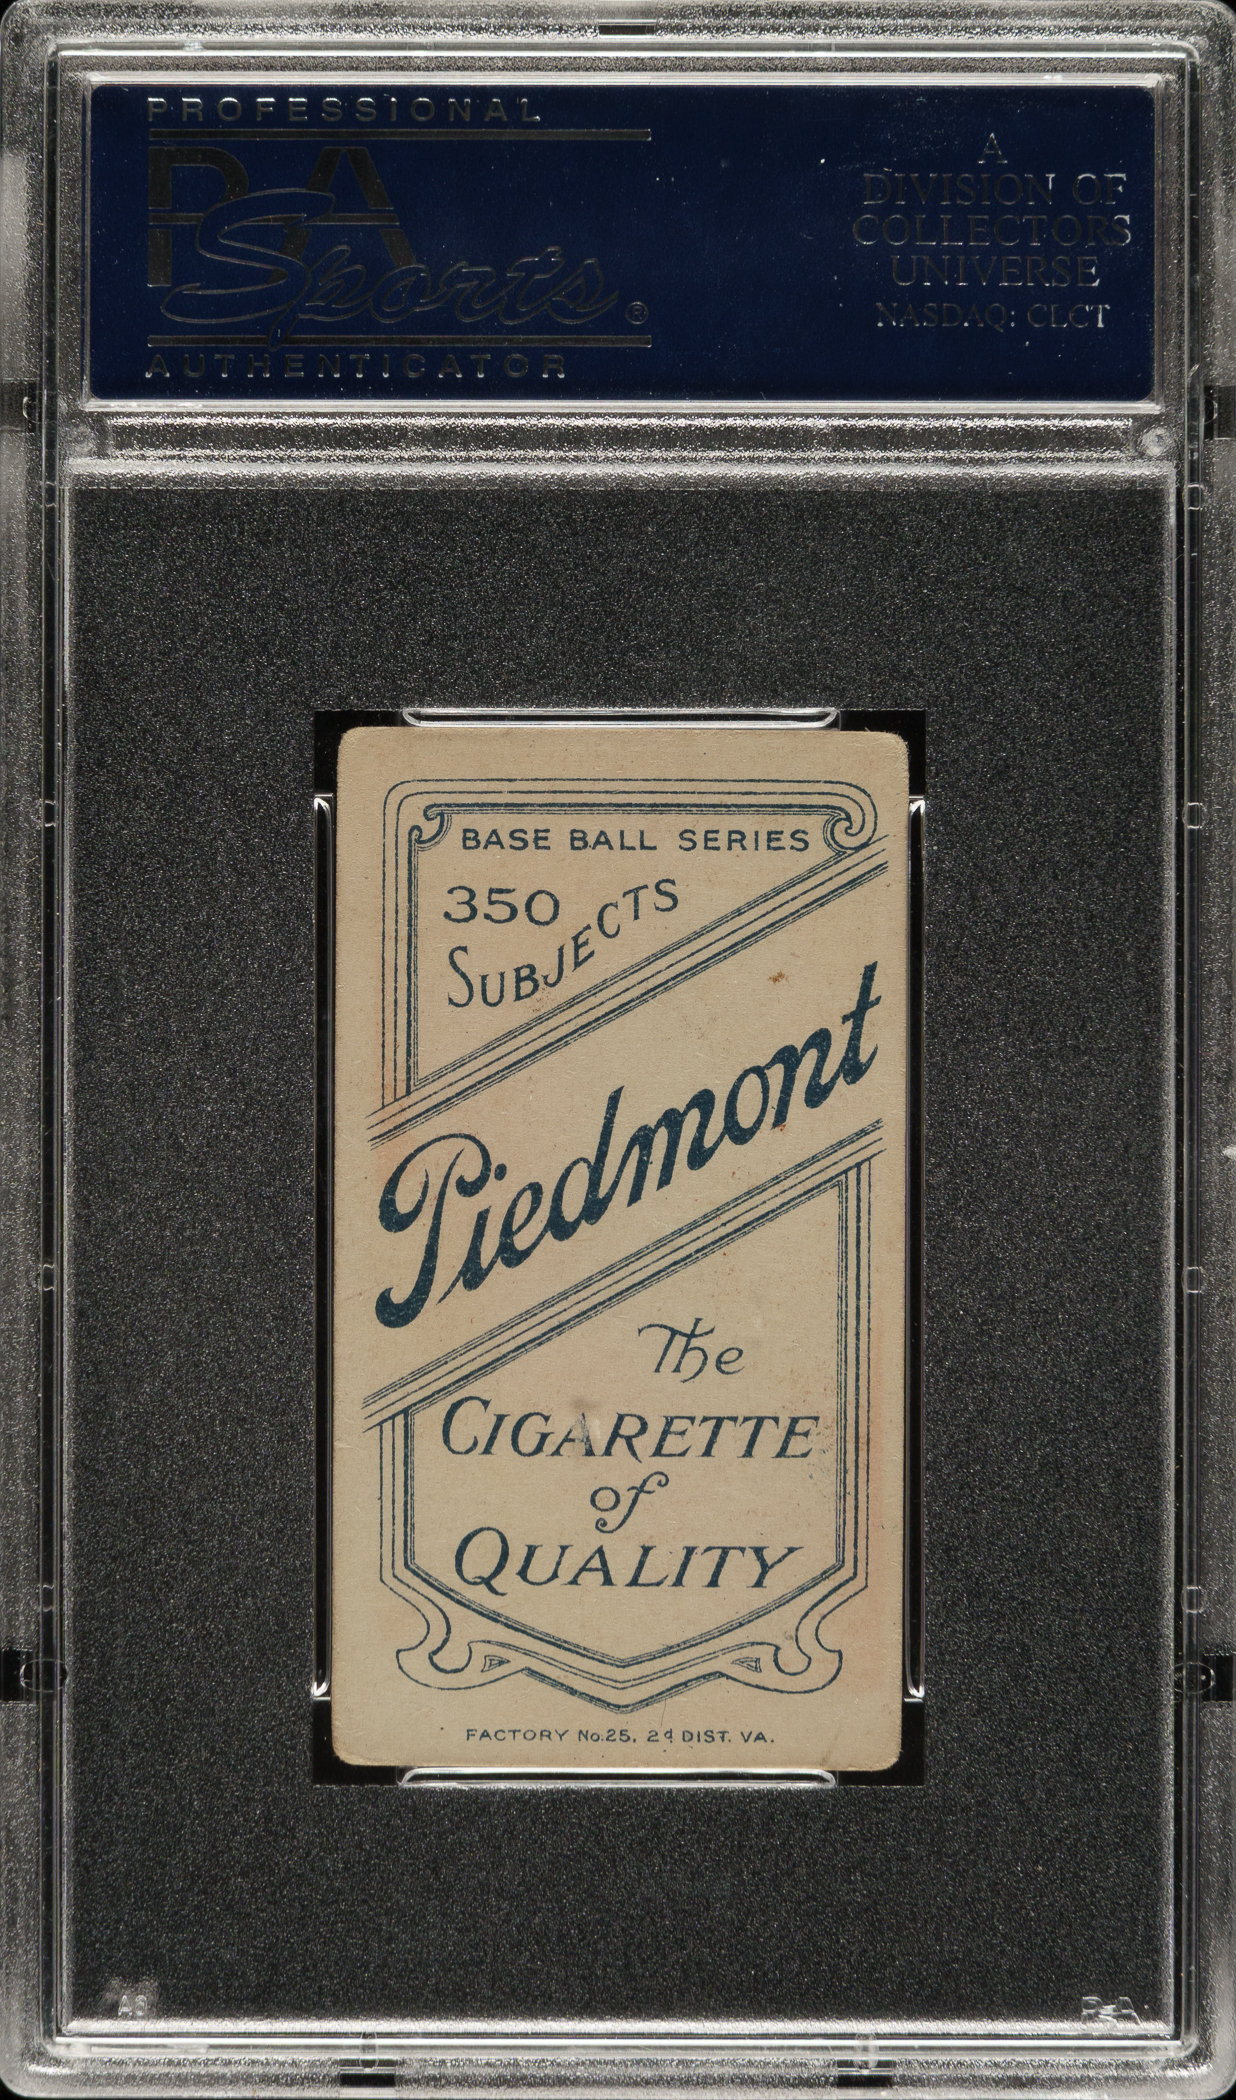 PROFESSIONAL
PSA
Sports®
AUTHENTICATOR
A
DIVISION OF
COLLECTORS
UNIVERSE
NASDAQ: CLCT
BASE BALL SERIES
350
SUBJECTS
Piedmont
The
CIGARETTE
of
QUALITY
FACTORY No.25, 2d DIST. VA.
PSA